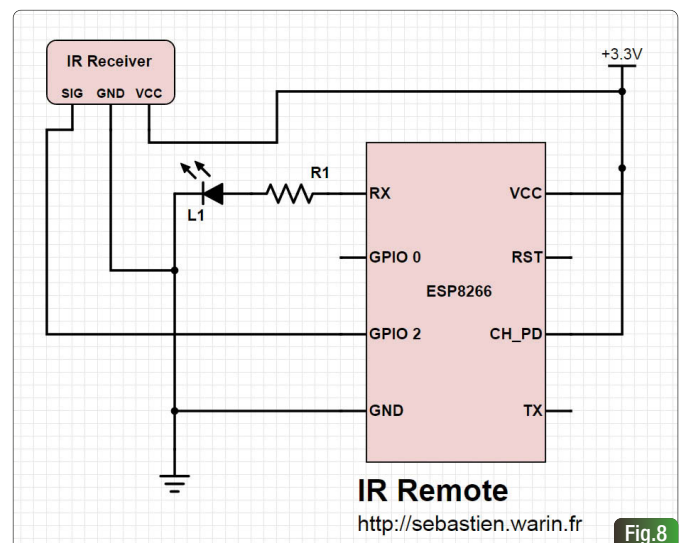 IR Receiver
SIG GND VCC
+3.3V
R1
L1
RX VCC
GPIO 0 RST
ESP8266
GPIO 2 CH_PD
GND TX
IR Remote
http://sebastien.warin.fr
Fig.8